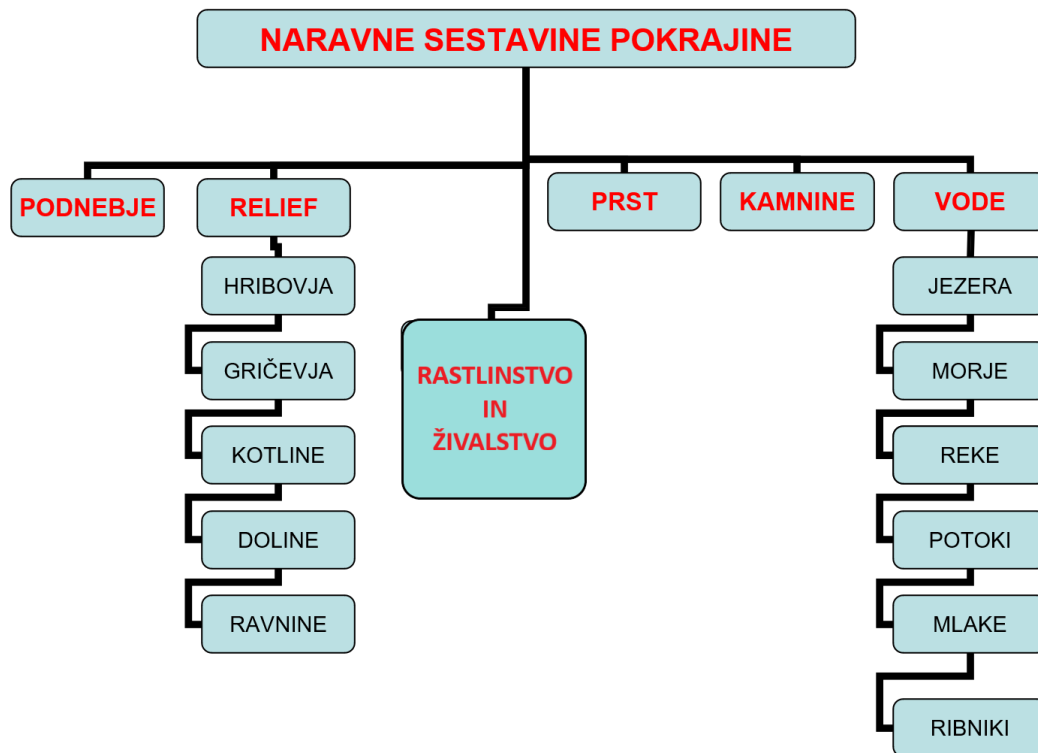 NARAVNE SESTAVINE POKRAJINE
PODNEBJE
RELIEF
HRIBOVJA
GRIČEVJA
KOTLINE
DOLINE
RAVNINE
RASTLINSTVO
IN
ŽIVALSTVO
PRST
KAMNINE
VODE
JEZERA
MORJE
REKE
POTOKI
MLAKE
RIBNIKI